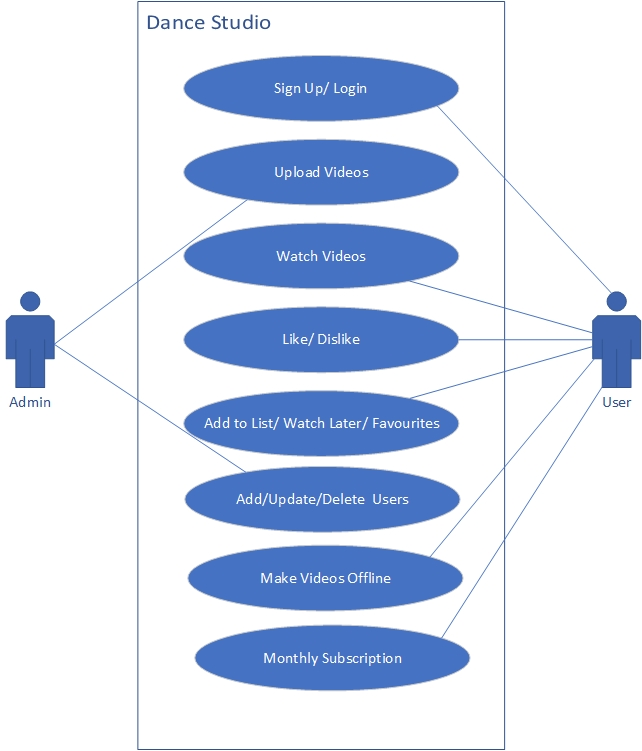 Dance Studio
Sign Up/ Login
Upload Videos
Watch Videos
Like/ Dislike
Admin
User
Add to List/ Watch Later/ Favourites
Add/Update/Delete  Users
Make Videos Offline
Monthly Subscription